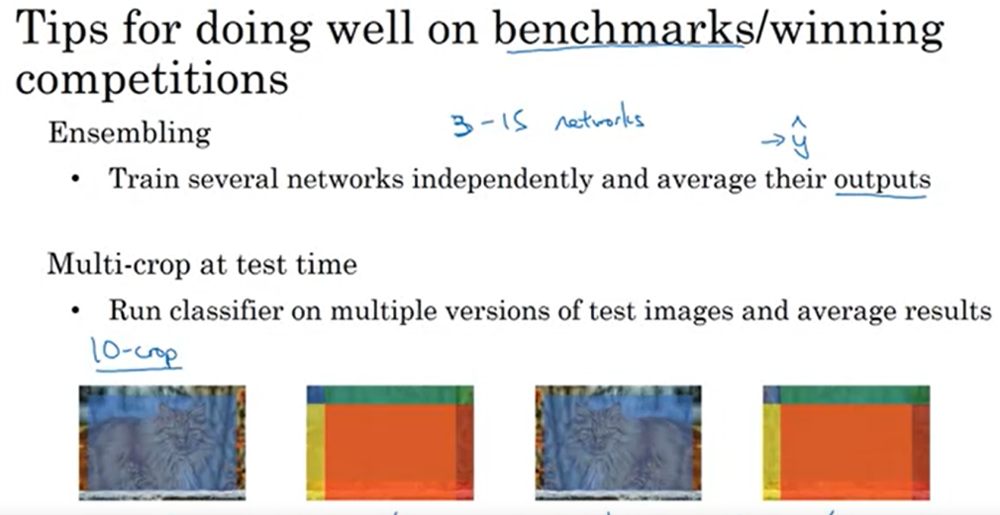 Tips for doing well on benchmarks/winning
competitions
Ensembling
3-15 networks
→ ŷ
• Train several networks independently and average their outputs
Multi-crop at test time
• Run classifier on multiple versions of test images and average results
10-crop